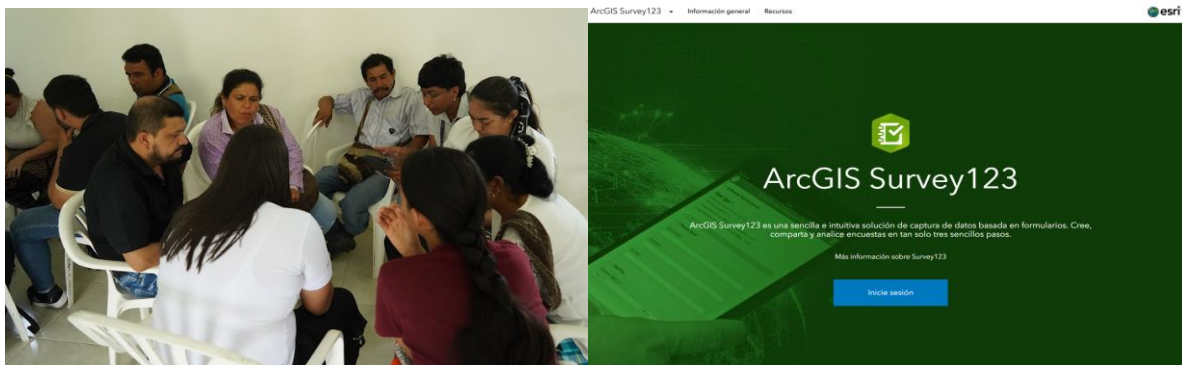 ArcGIS Survey123
Información general
Recursos
esri
ArcGIS Survey123
ArcGIS Survey123 es una sencilla e intuitiva solución de captura de datos basada en formularios. Cree,
comparta y analice encuestas en tan solo tres sencillos pasos.
Más información sobre Survey123
Inicie sesión